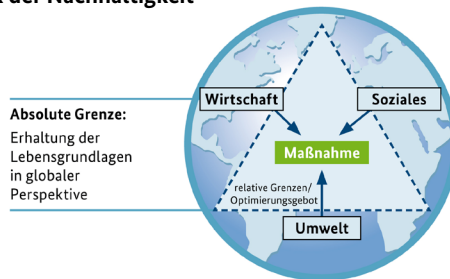 der Nachhaltigkeit
Wirtschaft
Soziales
Absolute Grenze:
Erhaltung der
Lebensgrundlagen
in globaler
Perspektive
Maßnahme
relative Grenzen/
Optimierungsgebot
Umwelt